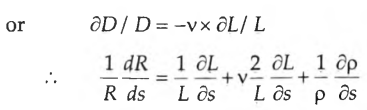 or ∂D / D = –ν× ∂L/ L
∴ 1/R dR/ds = 1/L ∂L/∂s + ν 2/L ∂L/∂s + 1/ρ ∂ρ/∂s